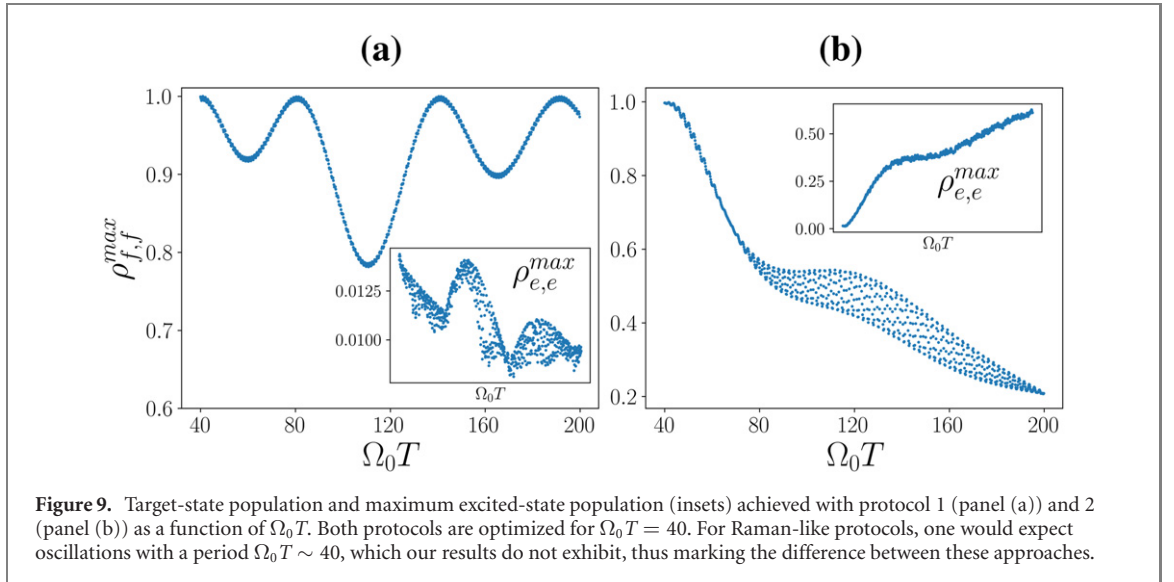 (a)
(b)
1.0
0.9
0.8
0.7
0.6
ρ_{f,f}^{max}
40
80
120
160
200
Ω₀T
0.0125
0.0100
ρ_{e,e}^{max}
Ω₀T
1.0
0.8
0.6
0.4
0.2
40
80
120
160
200
Ω₀T
0.50
0.25
0.00
ρ_{e,e}^{max}
Ω₀T
Figure 9. Target-state population and maximum excited-state population (insets) achieved with protocol 1 (panel (a)) and 2
(panel (b)) as a function of Ω₀T. Both protocols are optimized for Ω₀T = 40. For Raman-like protocols, one would expect
oscillations with a period Ω₀T ∼ 40, which our results do not exhibit, thus marking the difference between these approaches.